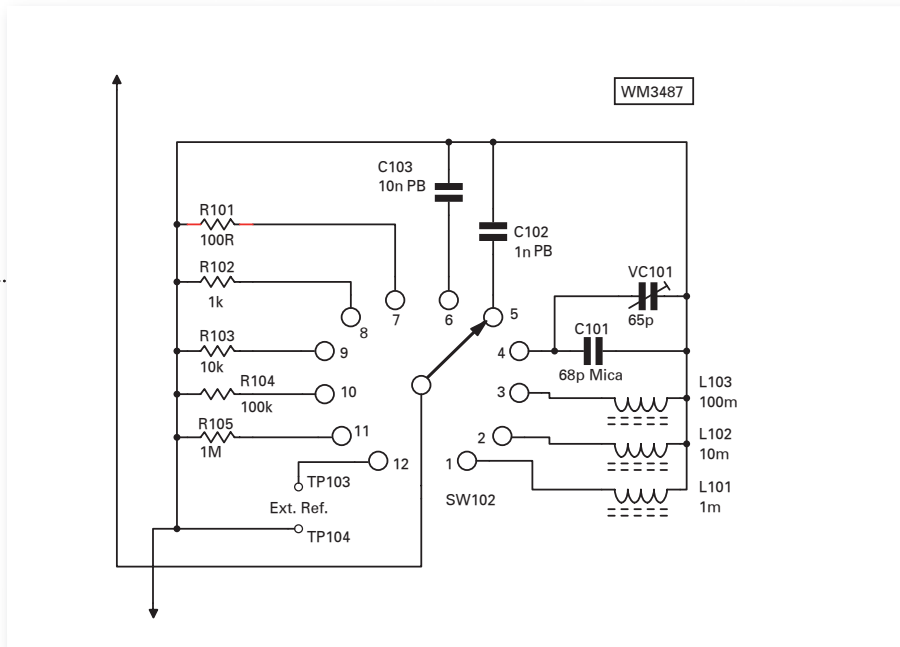 WM3487
C103
10n PB
R101
100R
C102
1n PB
R102
1k
VC101
65p
7
6
5
8
C101
68p Mica
R103
10k
9
4
R104
100k
10
3
L103
100m
R105
1M
11
2
L102
10m
12
1
TP103
Ext. Ref.
TP104
SW102
L101
1m